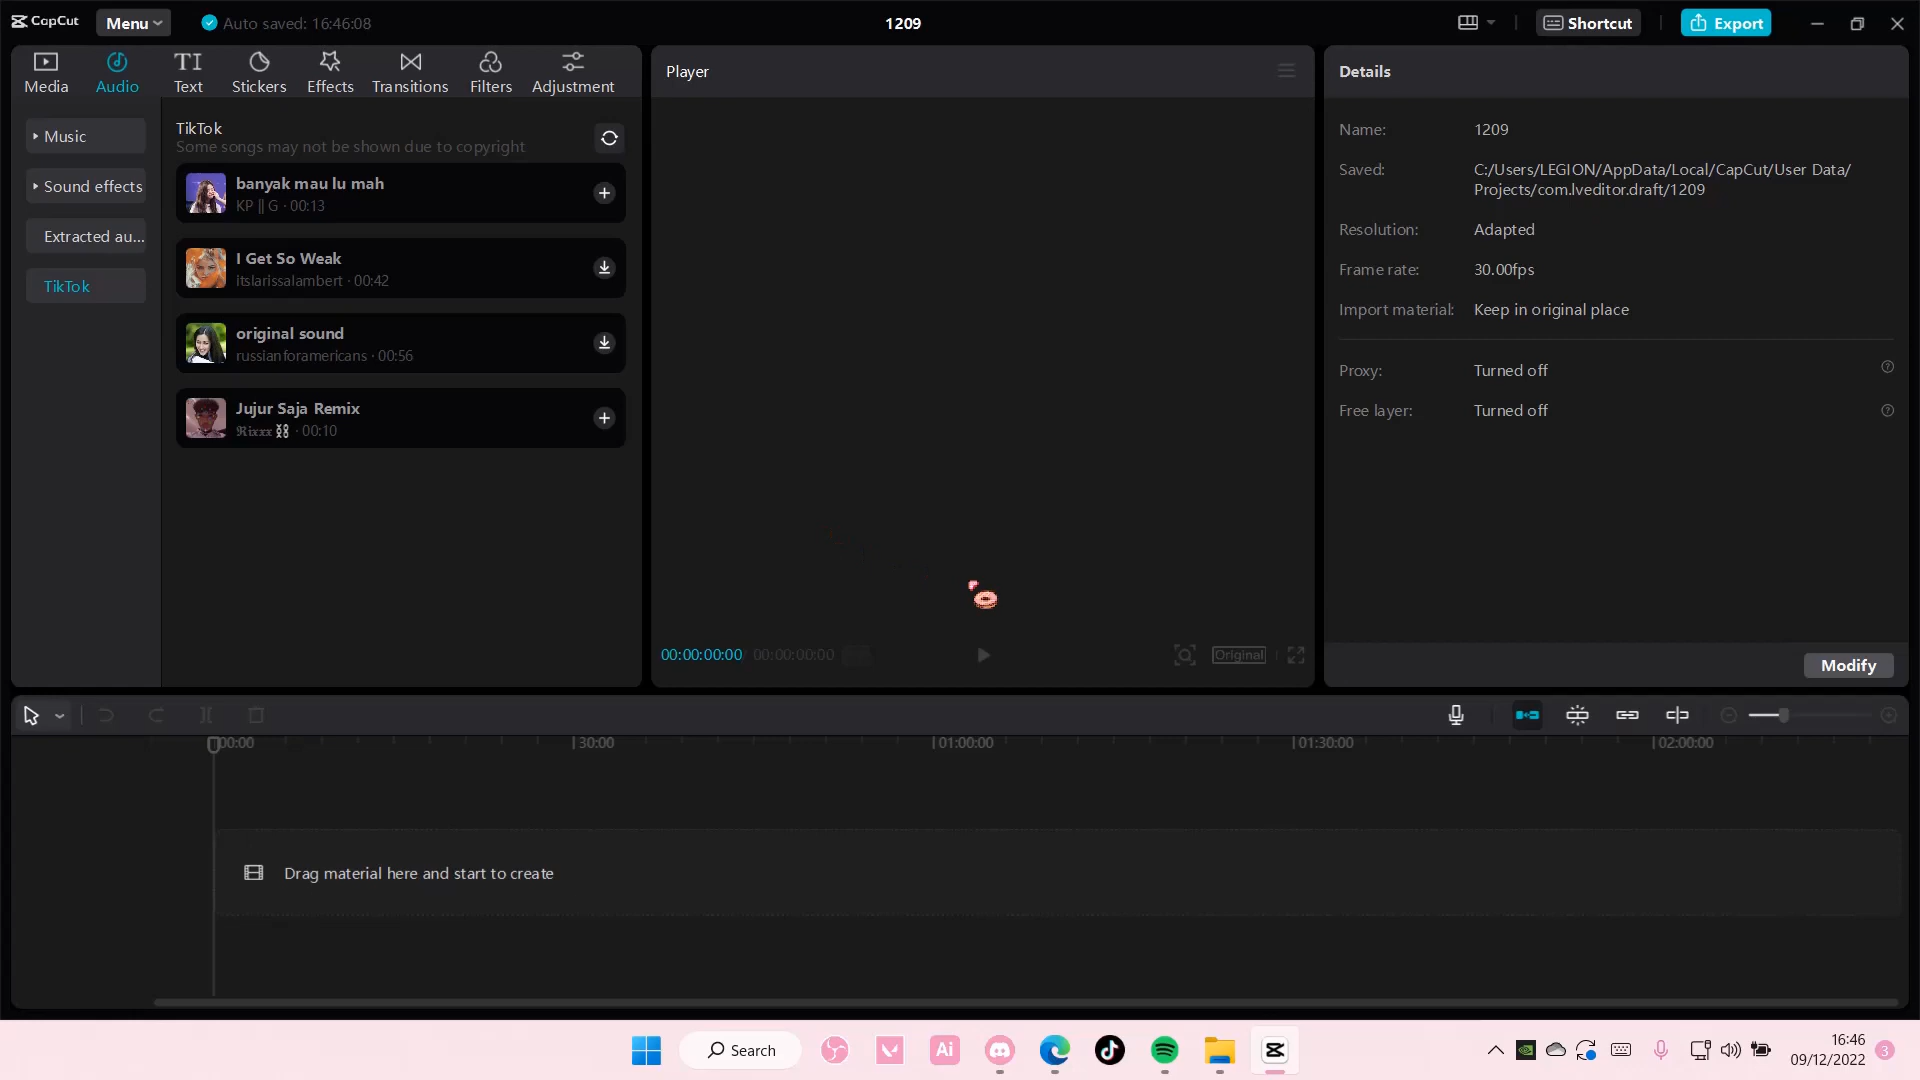 CapCut
Menu
Auto saved: 16:46:08
1209
Shortcut
Export
Media
Audio
Text
Stickers
Effects
Transitions
Filters
Adjustment
Music
Sound effects
Extracted au...
TikTok
TikTok
Some songs may not be shown due to copyright
banyak mau lu mah
KP || G · 00:13
I Get So Weak
itslarissalambert · 00:42
original sound
russianforamericans · 00:56
Jujur Saja Remix
ℜ𝔦𝔵𝔵𝔵 ⛓ · 00:10
Player
00:00:00:00
00:00:00:00
Original
Details
Name:
1209
Saved:
C:/Users/LEGION/AppData/Local/CapCut/User Data/
Projects/com.lveditor.draft/1209
Resolution:
Adapted
Frame rate:
30.00fps
Import material:
Keep in original place
Proxy:
Turned off
Free layer:
Turned off
Modify
00:00
30:00
01:00:00
01:30:00
02:00:00
Drag material here and start to create
Search
Ai
16:46
09/12/2022
3